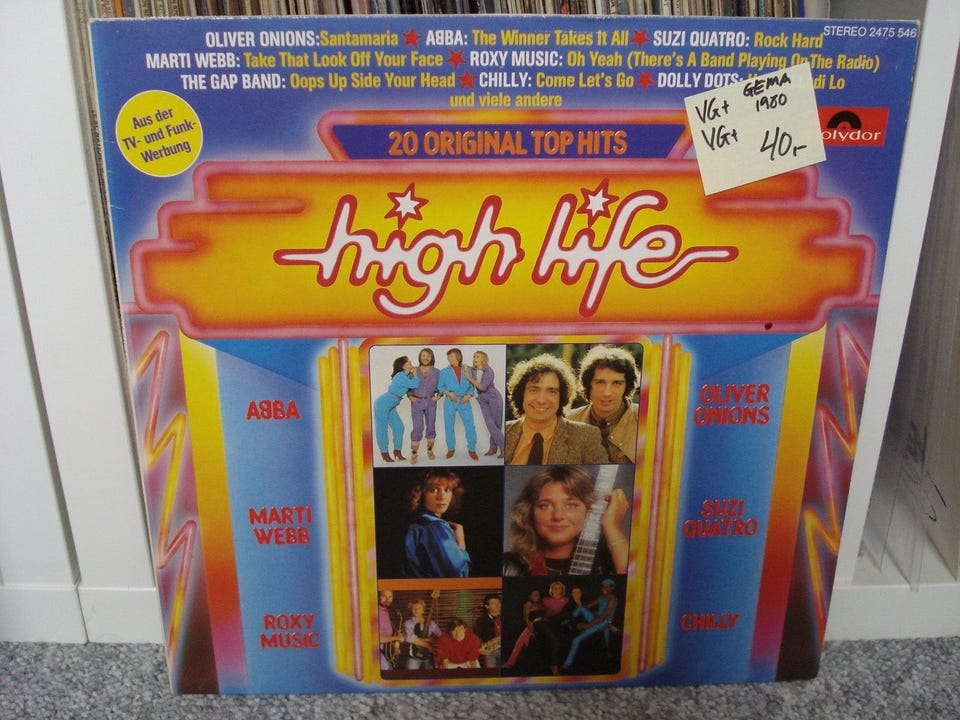 OLIVER ONIONS:Santamaria ★ ABBA: The Winner Takes It All ★ SUZI QUATRO: Rock Hard
STEREO 2475 546
MARTI WEBB: Take That Look Off Your Face ★ ROXY MUSIC: Oh Yeah (There's A Band Playing On The Radio)
THE GAP BAND: Oops Up Side Your Head ★ CHILLY: Come Let's Go ★ DOLLY DOTS:
und viele andere
Aus der
TV- und Funk-
Werbung
VG+ GEMA
1980
VG+ 40,-
polydor
20 ORIGINAL TOP HITS
high life
ABBA
OLIVER
ONIONS
MARTI
WEBB
SUZI
QUATRO
ROXY
MUSIC
CHILLY